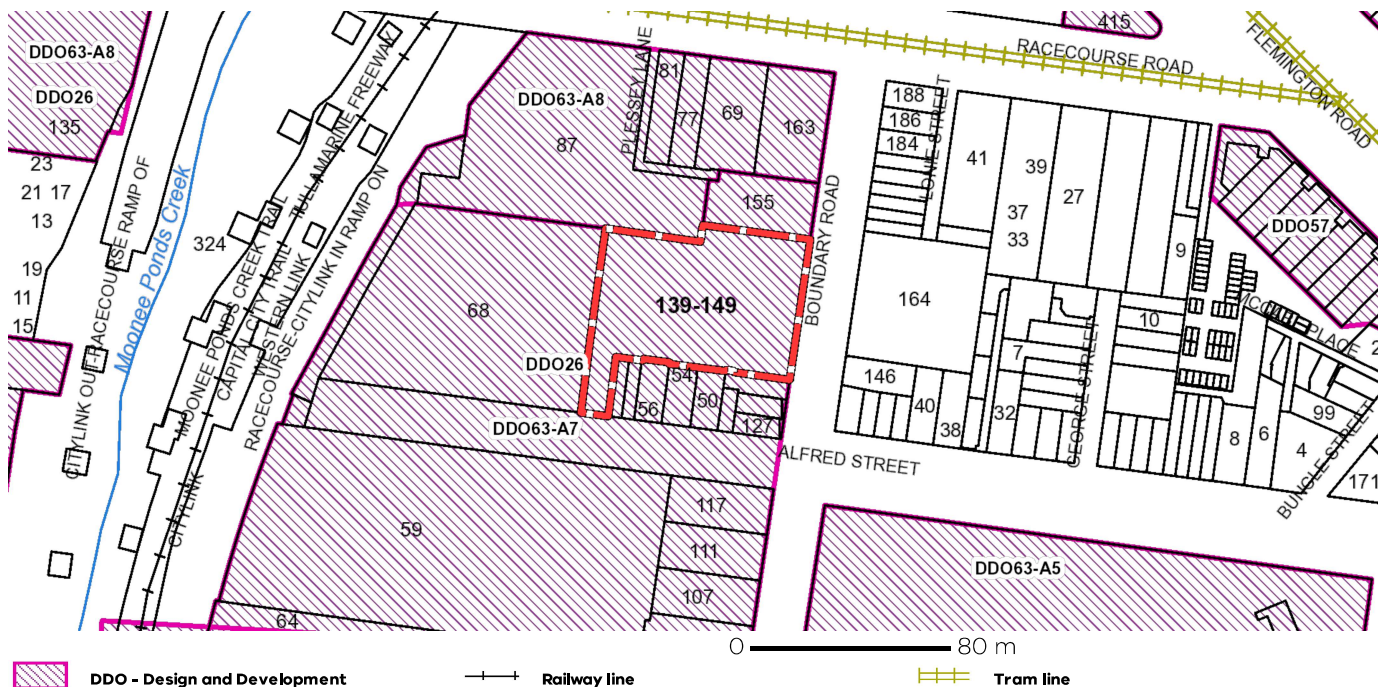 415
RACECOURSE ROAD
FLEMINGTON ROAD
DDO63-A8
DDO26
135
TULLAMARINE FREEWAY
PLESSEY LANE
81
77
69
163
DDO63-A8
87
188
186
184
LONIE STREET
41
39
27
37
33
9
DDO57
23
21 17
13
19
11
15
CITYLINK OUT-RACECOURSE RAMP OF
Moonee Ponds Creek
324
MOONEE PONDS CREEK TRAIL
CAPITAL CITY TRAIL
WESTERN LINK
RACECOURSE-CITYLINK IN RAMP ON
CITYLINK
155
BOUNDARY ROAD
139-149
68
DDO26
54
56
50
127
DDO63-A7
164
146
40
38
7
32
10
GEORGE STREET
2
99
8
6
4
171
BUNGLE STREET
ALFRED STREET
59
117
111
107
64
DDO63-A5
0 80 m
DDO - Design and Development
Railway line
Tram line